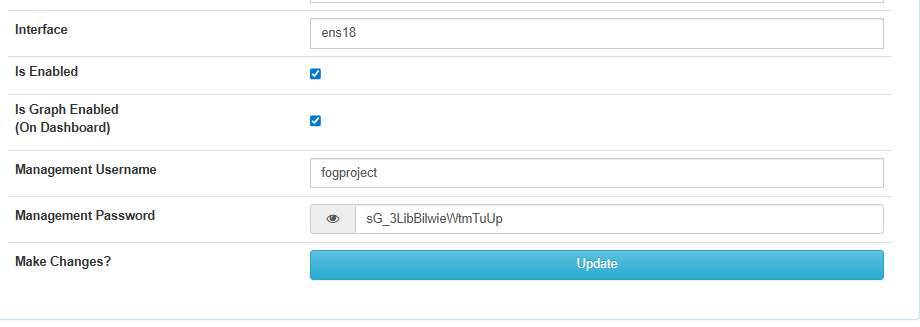 Interface
ens18
Is Enabled
Is Graph Enabled
(On Dashboard)
Management Username
fogproject
Management Password
sG_3LibBilwieWtmTuUp
Make Changes?
Update